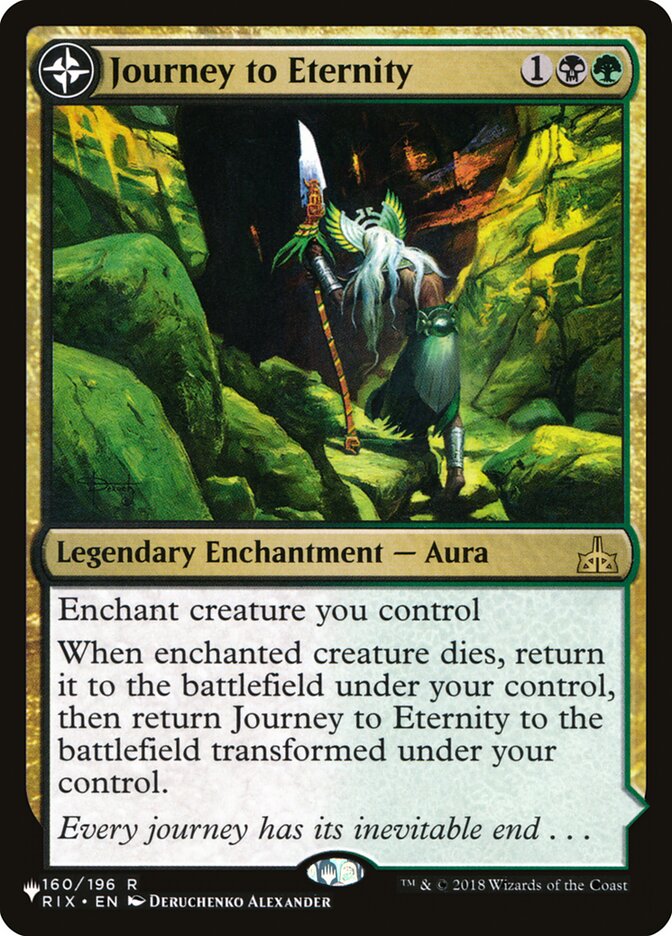 Journey to Eternity 1
Legendary Enchantment — Aura
Enchant creature you control
When enchanted creature dies, return
it to the battlefield under your control,
then return Journey to Eternity to the
battlefield transformed under your
control.
Every journey has its inevitable end . . .
160/196 R
RIX • EN Deruchenko Alexander
™ & © 2018 Wizards of the Coast